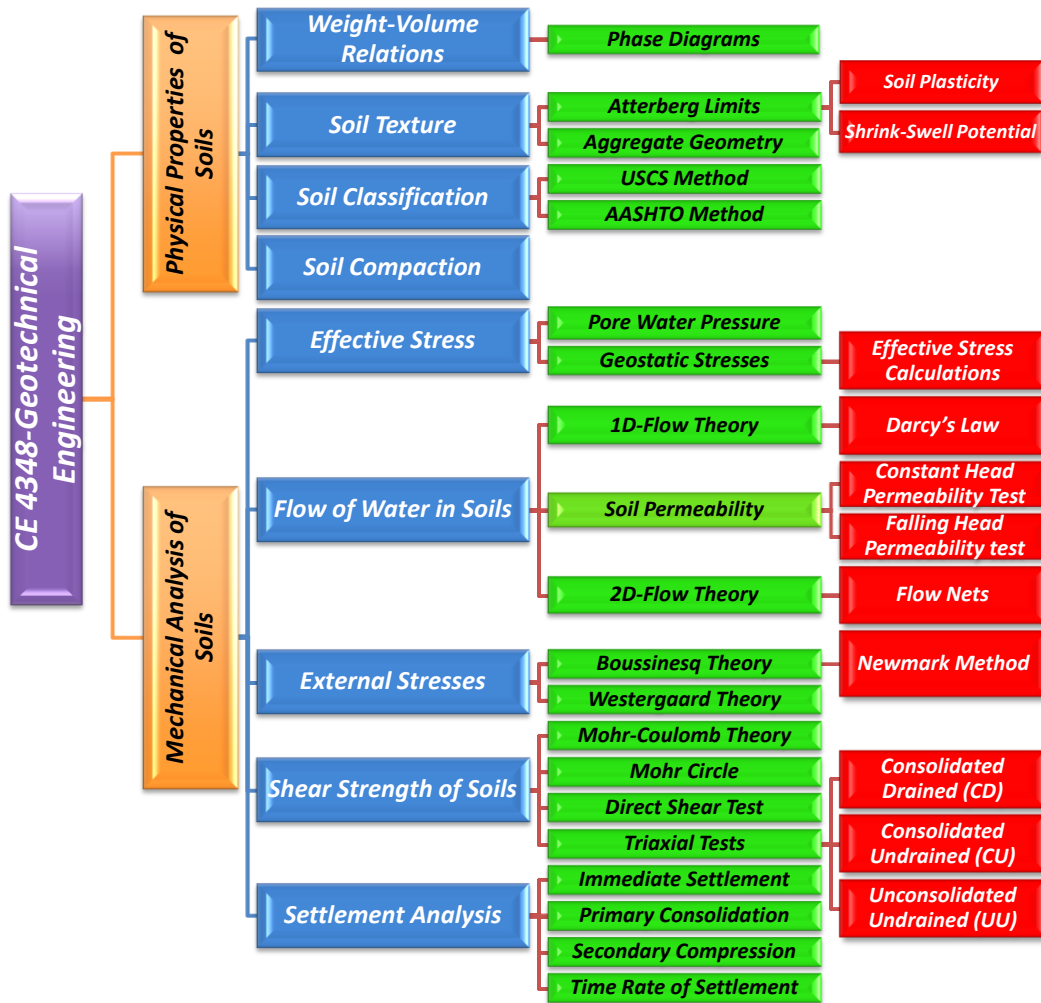 CE 4348-Geotechnical
Engineering
Physical Properties of
Soils
Weight-Volume
Relations
Phase Diagrams
Soil Texture
Atterberg Limits
Soil Plasticity
Shrink-Swell Potential
Aggregate Geometry
Soil Classification
USCS Method
AASHTO Method
Soil Compaction
Mechanical Analysis of
Soils
Effective Stress
Pore Water Pressure
Geostatic Stresses
Effective Stress
Calculations
Flow of Water in Soils
1D-Flow Theory
Darcy's Law
Soil Permeability
Constant Head
Permeability Test
Falling Head
Permeability test
2D-Flow Theory
Flow Nets
External Stresses
Boussinesq Theory
Newmark Method
Westergaard Theory
Shear Strength of Soils
Mohr-Coulomb Theory
Mohr Circle
Direct Shear Test
Triaxial Tests
Consolidated
Drained (CD)
Consolidated
Undrained (CU)
Unconsolidated
Undrained (UU)
Settlement Analysis
Immediate Settlement
Primary Consolidation
Secondary Compression
Time Rate of Settlement